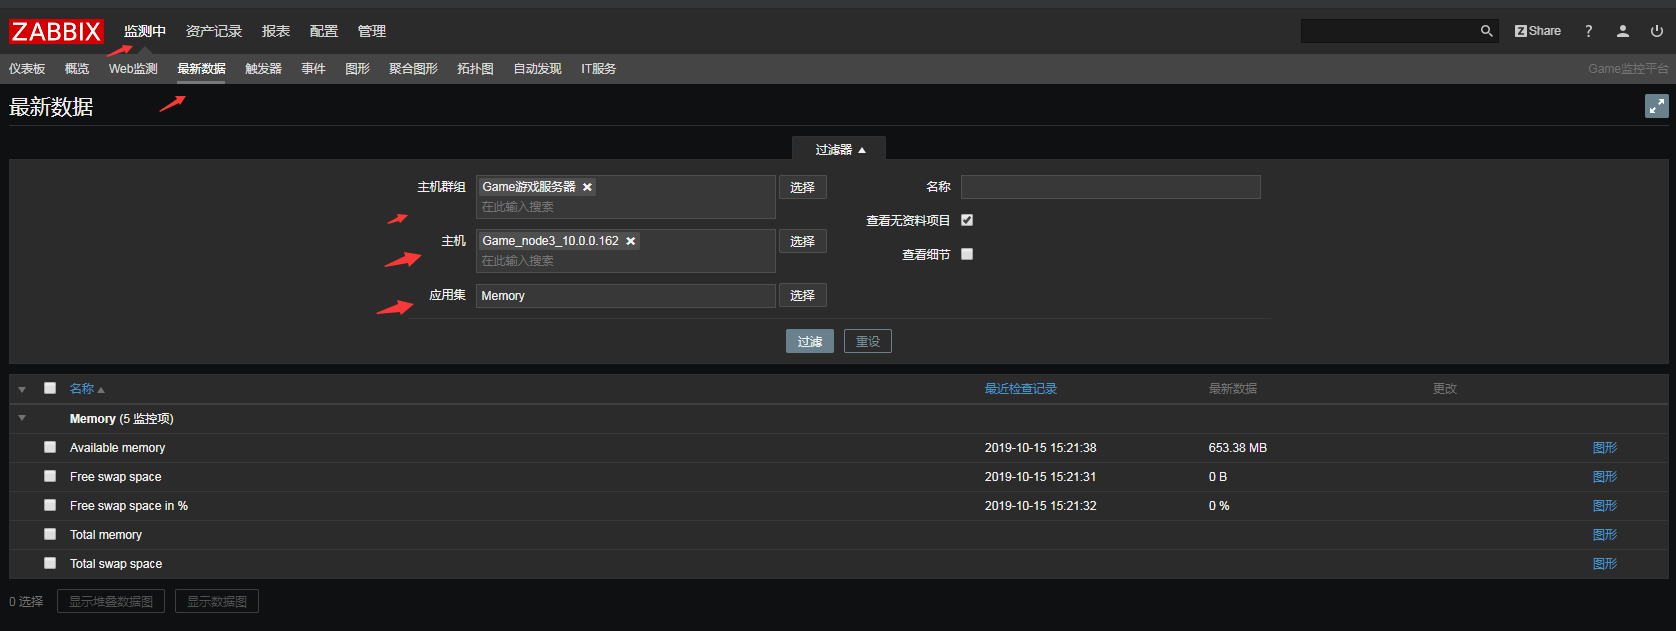 ZABBIX 监测中 资产记录 报表 配置 管理 Z Share ?
仪表板 概览 Web监测 最新数据 触发器 事件 图形 聚合图形 拓扑图 自动发现 IT服务 Game监控平台
最新数据
过滤器
主机群组 Game游戏服务器 选择 名称
在此输入搜索
查看无资料项目
主机 Game_node3_10.0.0.162 选择
在此输入搜索
查看细节
应用集 Memory 选择
过滤 重设
名称 最近检查记录 最新数据 更改
Memory (5 监控项)
Available memory 2019-10-15 15:21:38 653.38 MB 图形
Free swap space 2019-10-15 15:21:31 0 B 图形
Free swap space in % 2019-10-15 15:21:32 0 % 图形
Total memory 图形
Total swap space 图形
0 选择 显示堆叠数据图 显示数据图